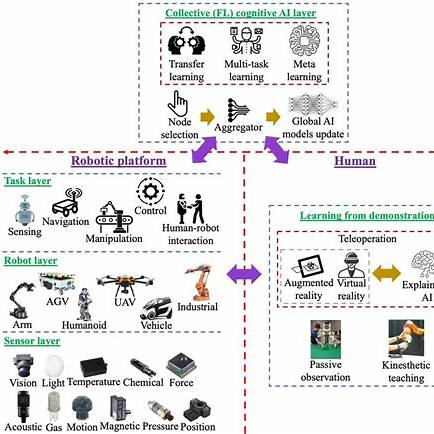 Collective (FL) cognitive AI layer
Transfer learning
Multi-task learning
Meta learning
Node selection
Aggregator
Global AI models update
Robotic platform
Human
Task layer
Sensing
Navigation
Manipulation
Control
Human-robot interaction
Learning from demonstration
Teleoperation
Augmented reality
Virtual reality
Explain
AI
Passive observation
Kinesthetic teaching
Robot layer
Arm
AGV
Humanoid
UAV
Vehicle
Industrial
Sensor layer
Vision
Light
Temperature
Chemical
Force
Acoustic
Gas
Motion
Magnetic
Pressure
Position